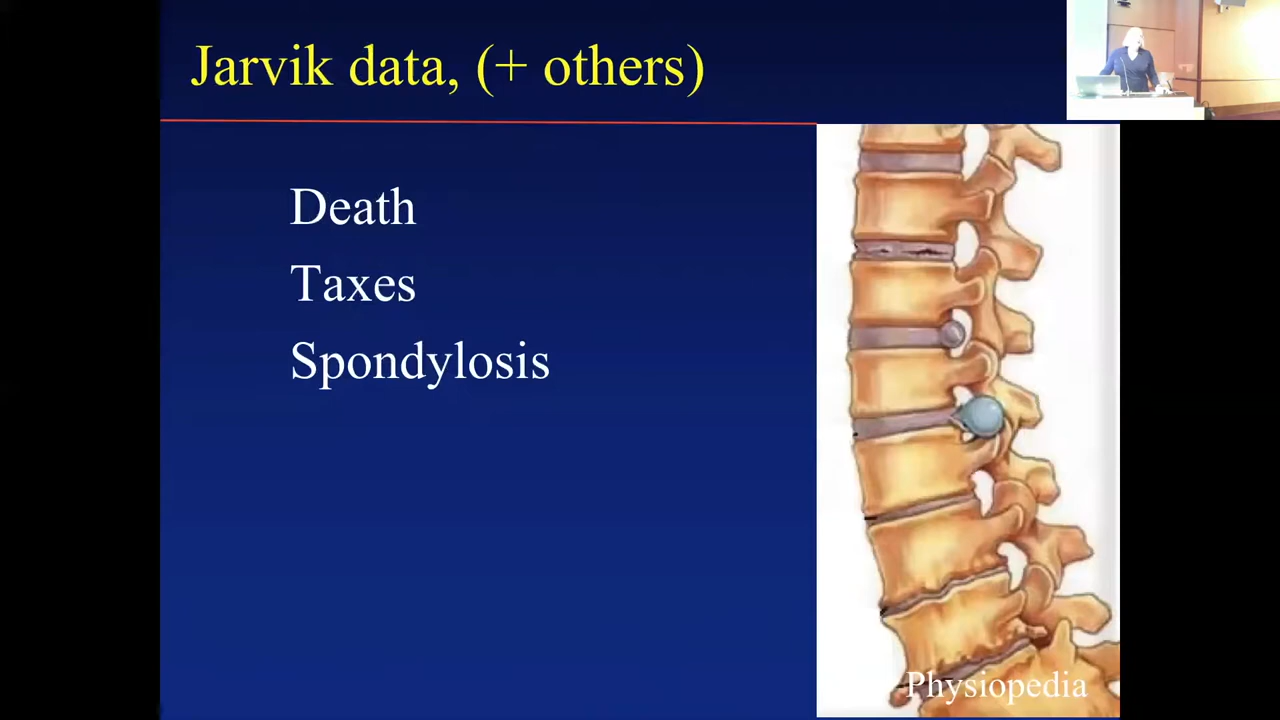 Jarvik data, (+ others)
Death
Taxes
Spondylosis
Physiopedia